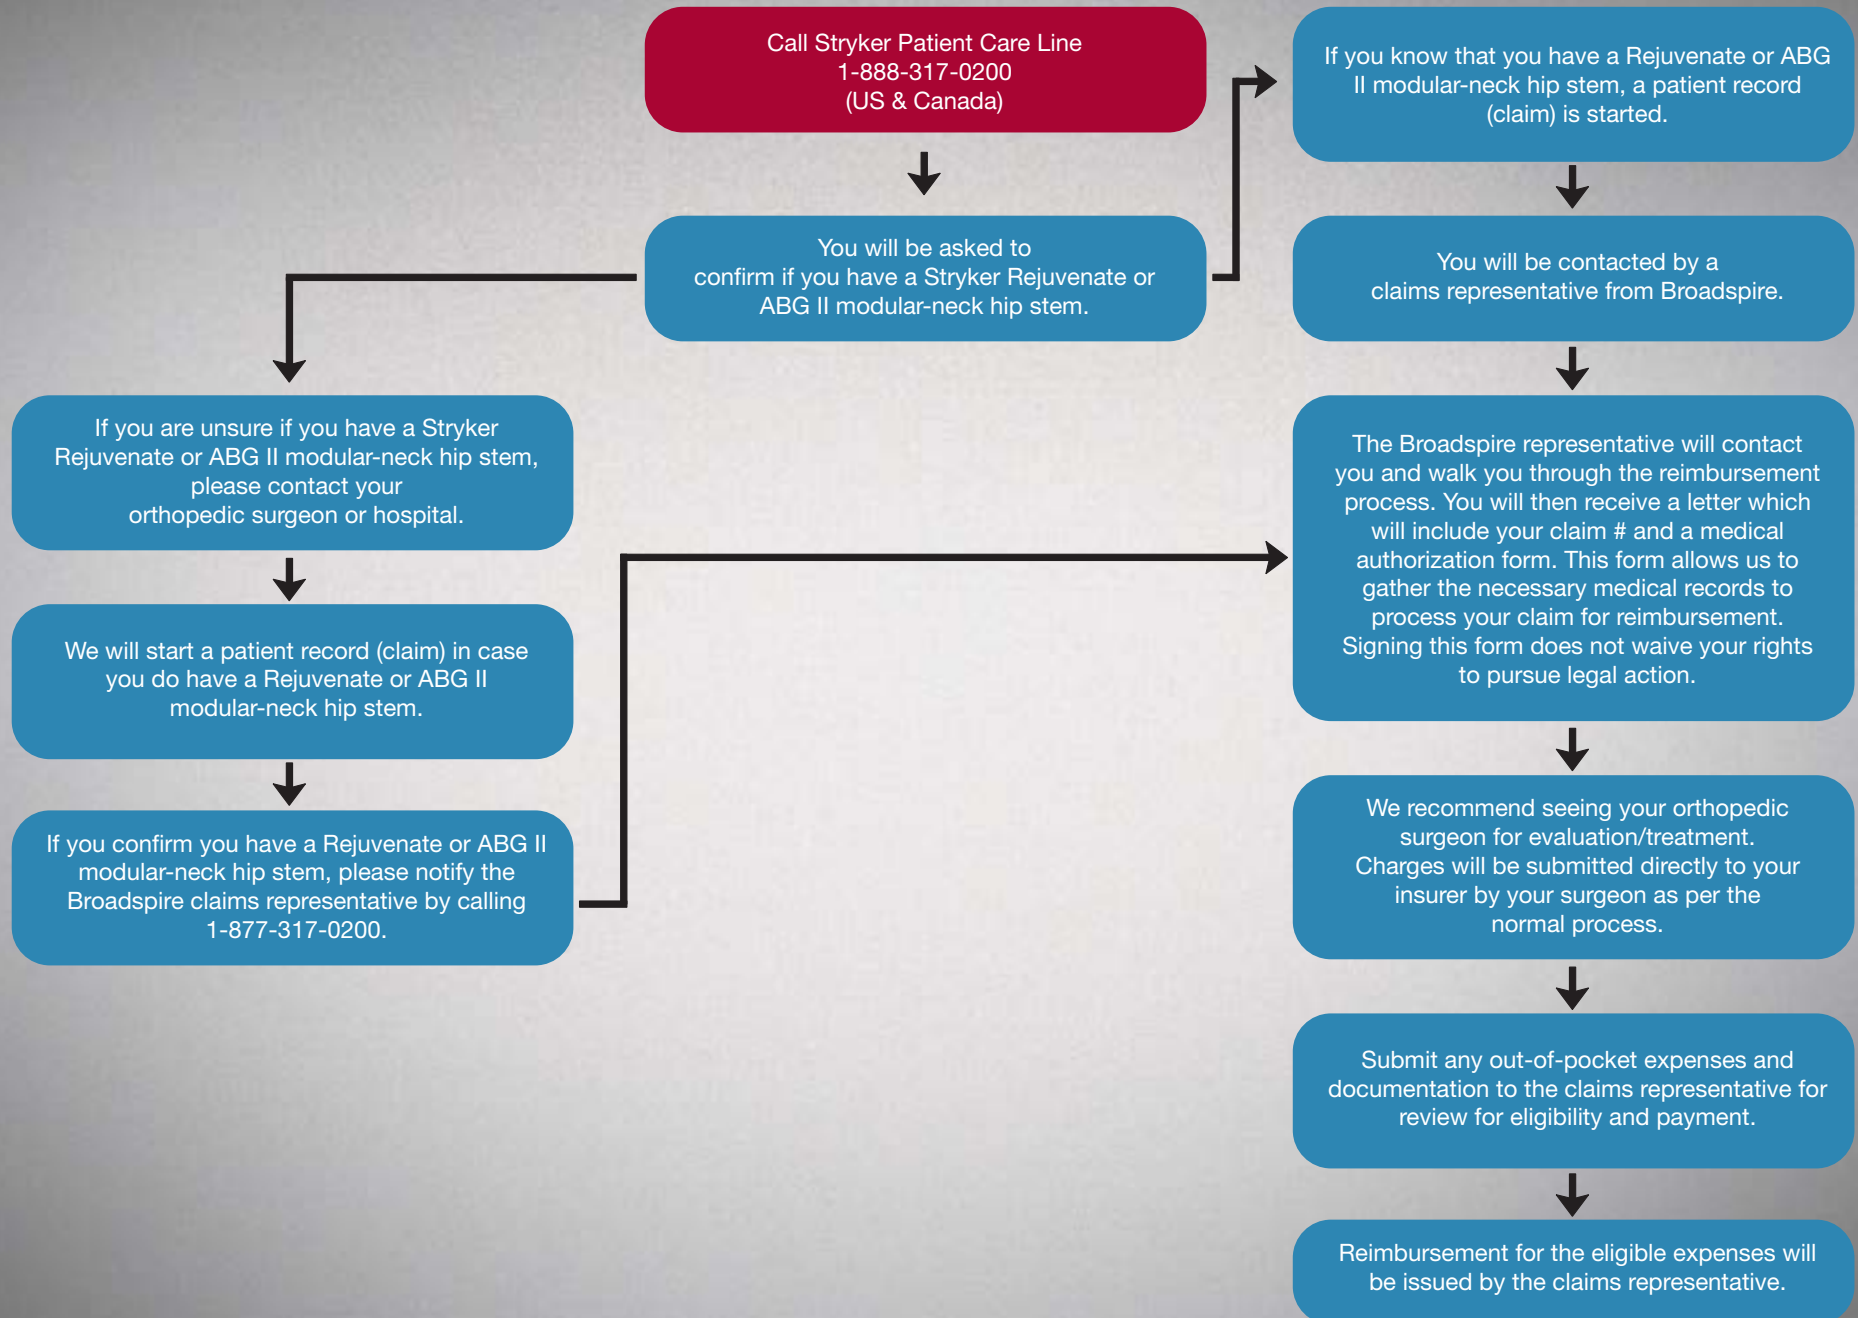 Call Stryker Patient Care Line
1-888-317-0200
(US & Canada)
You will be asked to
confirm if you have a Stryker Rejuvenate or
ABG II modular-neck hip stem.
If you are unsure if you have a Stryker
Rejuvenate or ABG II modular-neck hip stem,
please contact your
orthopedic surgeon or hospital.
We will start a patient record (claim) in case
you do have a Rejuvenate or ABG II
modular-neck hip stem.
If you confirm you have a Rejuvenate or ABG II
modular-neck hip stem, please notify the
Broadspire claims representative by calling
1-877-317-0200.
If you know that you have a Rejuvenate or ABG
II modular-neck hip stem, a patient record
(claim) is started.
You will be contacted by a
claims representative from Broadspire.
The Broadspire representative will contact
you and walk you through the reimbursement
process. You will then receive a letter which
will include your claim # and a medical
authorization form. This form allows us to
gather the necessary medical records to
process your claim for reimbursement.
Signing this form does not waive your rights
to pursue legal action.
We recommend seeing your orthopedic
surgeon for evaluation/treatment.
Charges will be submitted directly to your
insurer by your surgeon as per the
normal process.
Submit any out-of-pocket expenses and
documentation to the claims representative for
review for eligibility and payment.
Reimbursement for the eligible expenses will
be issued by the claims representative.